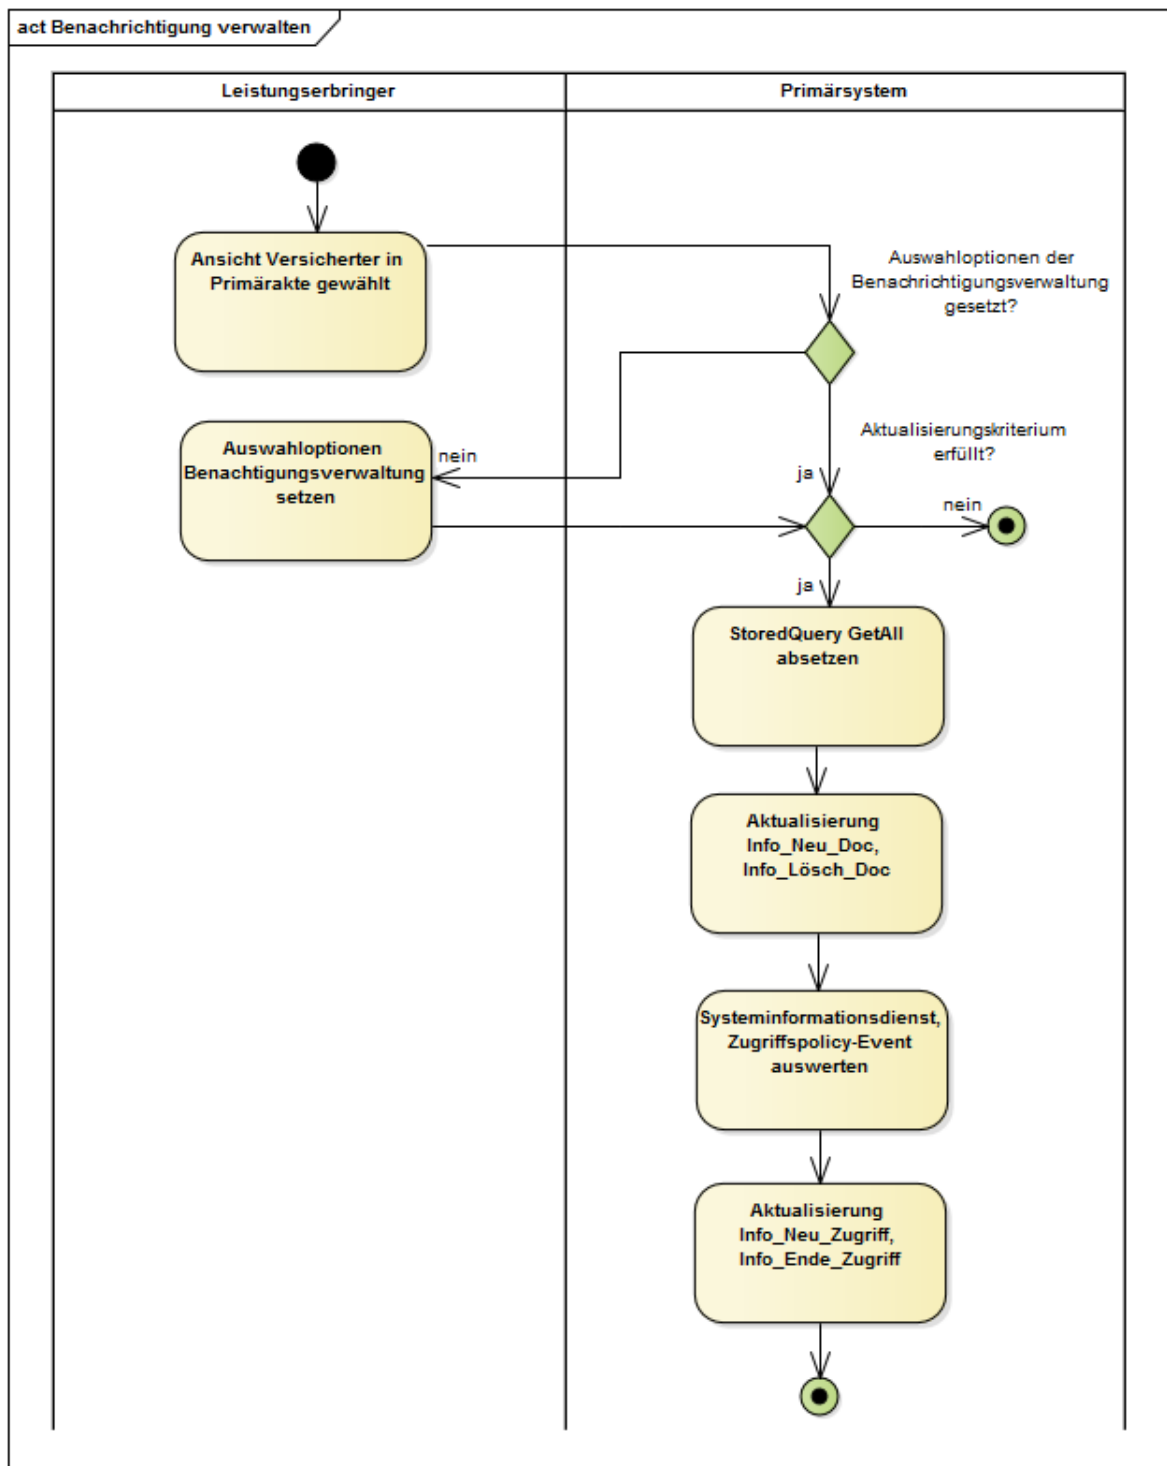 act Benachrichtigung verwalten
Leistungserbringer
Primärsystem
Ansicht Versicherter in
Primärakte gewählt
Auswahloptionen der
Benachrichtigungsverwaltung
gesetzt?
Auswahloptionen
Benachtigungsverwaltung
setzen
nein
Aktualisierungskriterium
erfüllt?
ja
nein
ja
StoredQuery GetAll
absetzen
Aktualisierung
Info_Neu_Doc,
Info_Lösch_Doc
Systeminformationsdienst,
Zugriffspolicy-Event
auswerten
Aktualisierung
Info_Neu_Zugriff,
Info_Ende_Zugriff